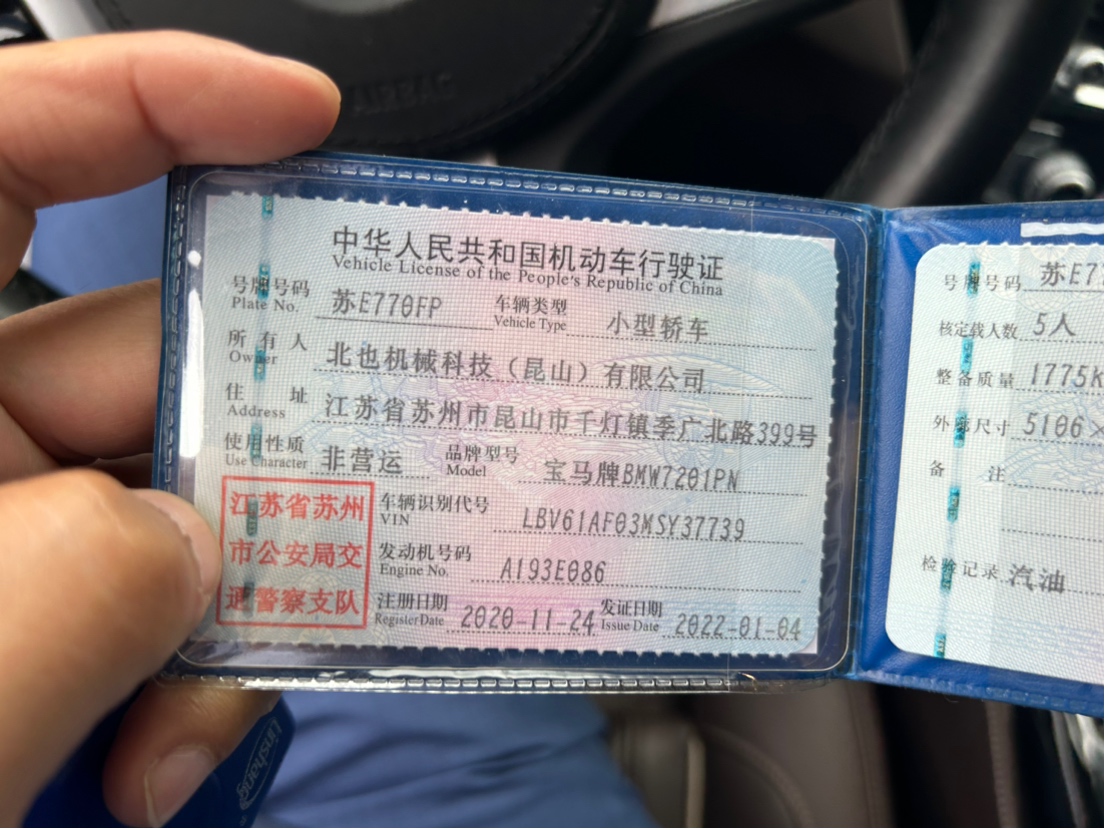 中华人民共和国机动车行驶证
Vehicle License of the People's Republic of China
号牌号码 苏E770FP 车辆类型 小型轿车
Plate No. Vehicle Type
所有人 北也机械科技（昆山）有限公司
Owner
住址 江苏省苏州市昆山市千灯镇季广北路399号
Address
使用性质 非营运 品牌型号 宝马牌BMW7201PN
Use Character Model
江苏省苏州
市公安局交
通警察支队
车辆识别代号 LBV61AF03MSY37739
VIN
发动机号码 A193E086
Engine No.
注册日期 2020-11-24 发证日期 2022-01-04
Register Date Issue Date
号牌号码 苏E77
核定载人数 5人
整备质量 1775K
外廓尺寸 5106×
备注
检验记录 汽油
Linshang